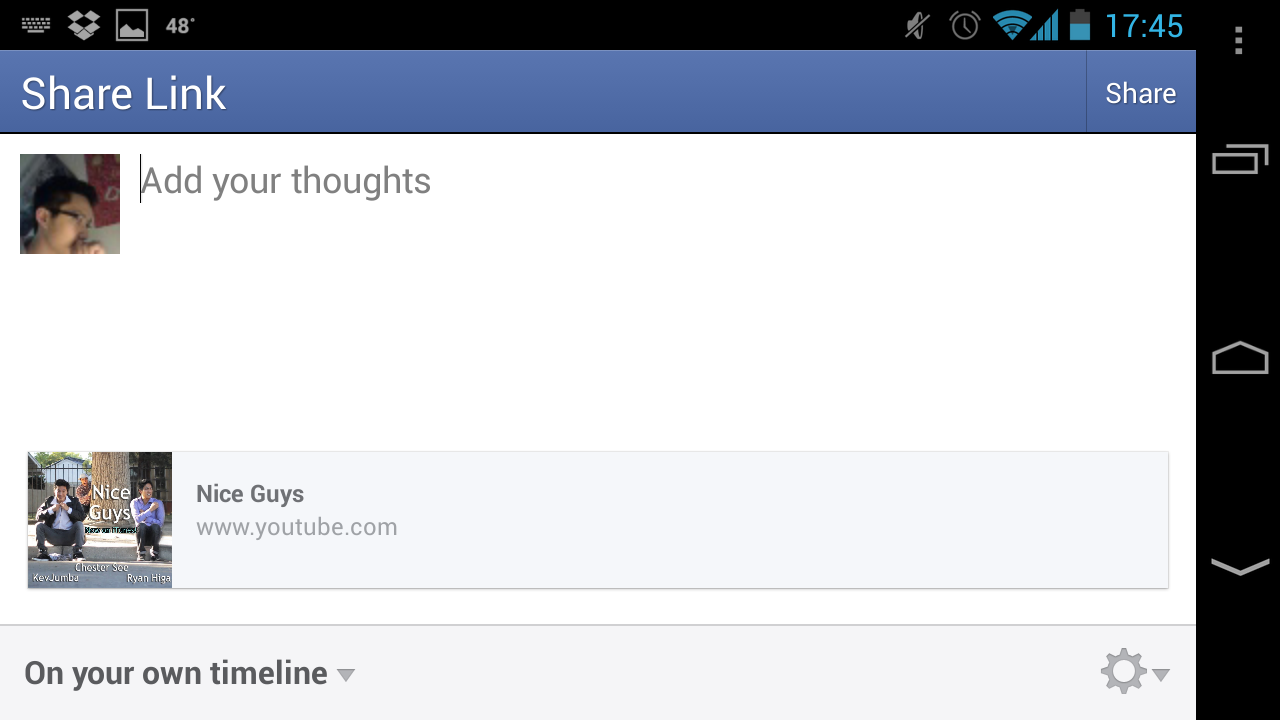 48°
17:45
Share Link
Share
Add your thoughts
Nice
Guys
Chester See
KevJumba
Ryan Higa
Nice Guys
www.youtube.com
On your own timeline